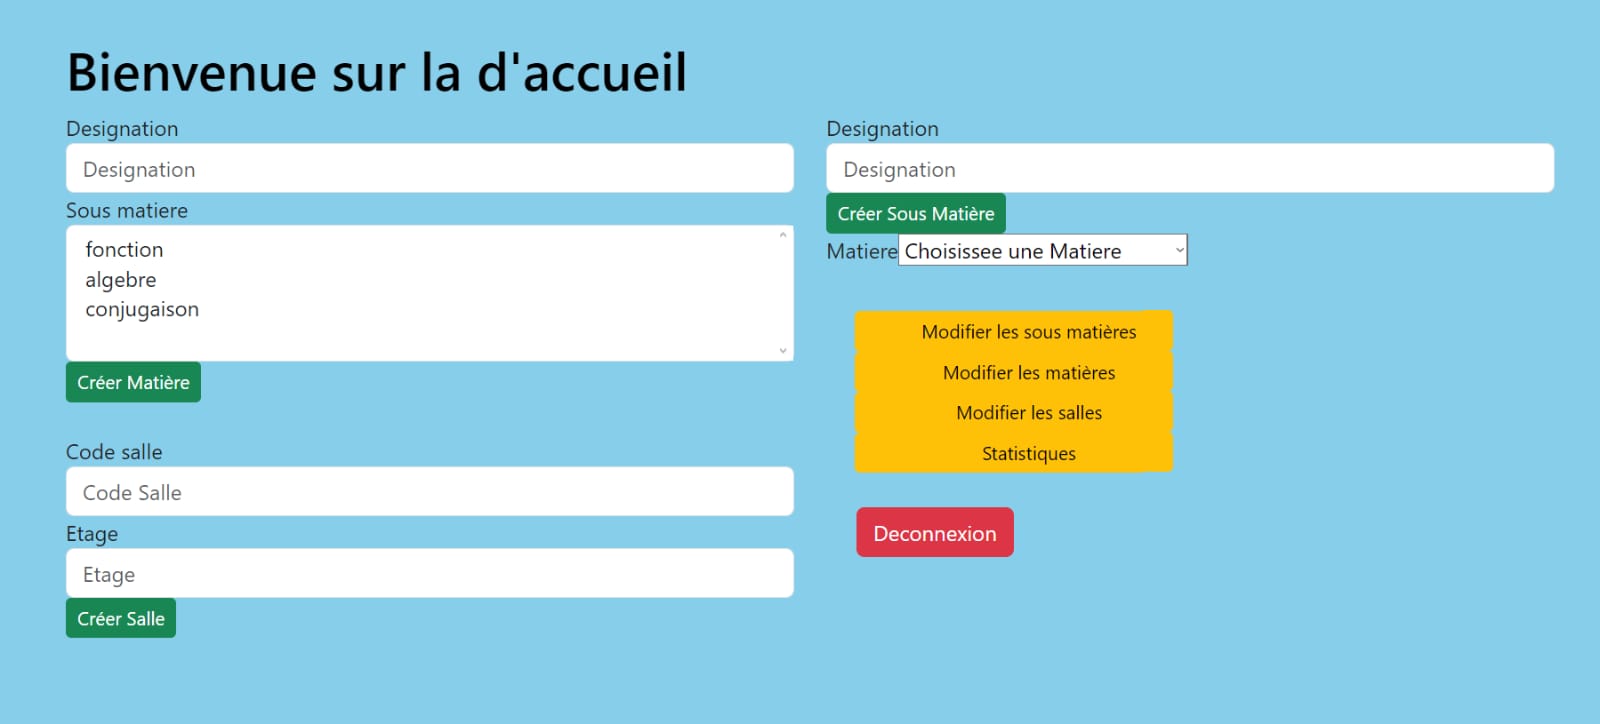 Bienvenue sur la d'accueil
Designation
Designation
Sous matiere
fonction
algebre
conjugaison
Créer Matière
Code salle
Code Salle
Etage
Etage
Créer Salle
Designation
Designation
Créer Sous Matière
Matiere Choisissee une Matiere
Modifier les sous matières
Modifier les matières
Modifier les salles
Statistiques
Deconnexion